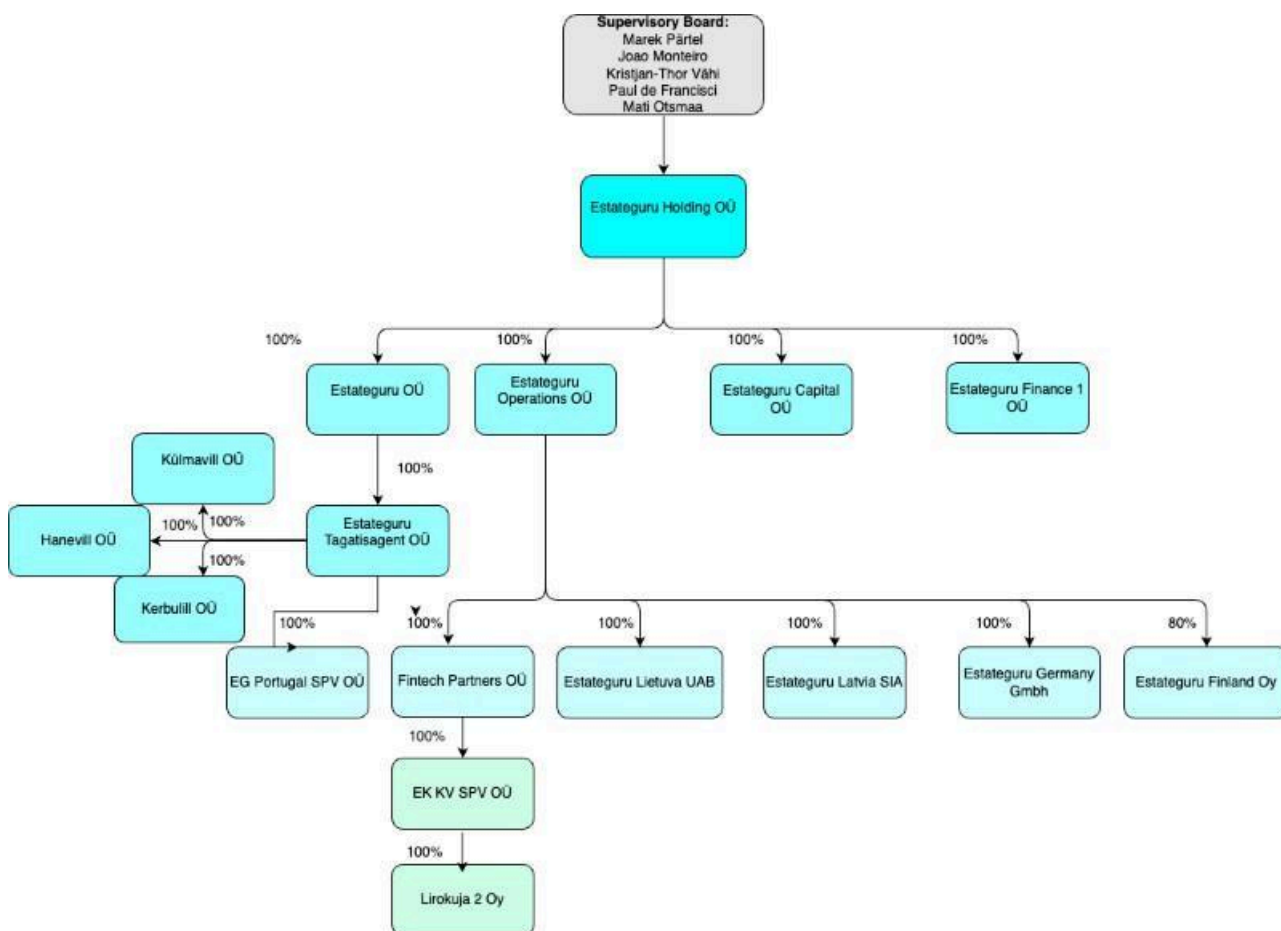 Supervisory Board:
Marek Pärtel
Joao Monteiro
Kristjan-Thor Vähi
Paul de Francisci
Mati Otsmaa
Estateguru Holding OÜ
100%
100%
100%
100%
Estateguru OÜ
Estateguru
Operations OÜ
Estateguru Capital
OÜ
Estateguru Finance 1
OÜ
100%
Külmavill OÜ
100%
100%
Hanevill OÜ
Estateguru
Tagatisagent OÜ
100%
Kerbulill OÜ
100%
100%
100%
100%
100%
80%
EG Portugal SPV OÜ
Fintech Partners OÜ
Estateguru Lietuva UAB
Estateguru Latvia SIA
Estateguru Germany
Gmbh
Estateguru Finland Oy
100%
EK KV SPV OÜ
100%
Lirokuja 2 Oy